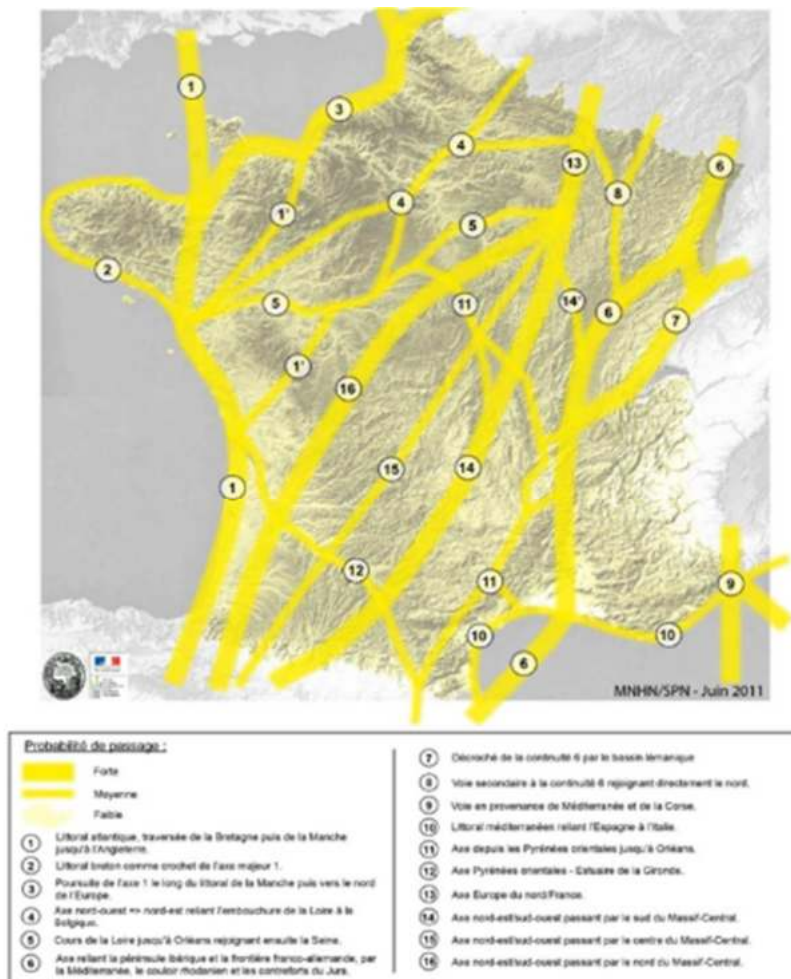 1
3
4
13
6
8
1'
4
5
2
5
11
14'
6
7
1'
16
15
14
1
12
11
9
10
10
6
MNHN/SPN - Juin 2011
Probabilité de passage :
Forte
Moyenne
Faible
1 Littoral atlantique, traversée de la Bretagne puis de la Manche
jusqu'à l'Angleterre.
2 Littoral breton comme crochet de l'axe majeur 1.
3 Poursuite de l'axe 1 le long du littoral de la Manche puis vers le nord
de l'Europe.
4 Axe nord-ouest => nord-est reliant l'embouchure de la Loire à la
Belgique.
5 Cours de la Loire jusqu'à Orléans rejoignant ensuite la Seine.
6 Axe reliant la péninsule ibérique et la frontière franco-allemande, par
la Méditerranée, le couloir rhodanien et les contreforts du Jura.
7 Décroché de la continuité 6 par le bassin lémanique
8 Voie secondaire à la continuité 6 rejoignant directement le nord.
9 Voie en provenance de Méditerranée et de la Corse.
10 Littoral méditerranéen reliant l'Espagne à l'Italie.
11 Axe depuis les Pyrénées orientales jusqu'à Orléans.
12 Axe Pyrénées orientales - Estuaire de la Gironde.
13 Axe Europe du nord/France.
14 Axe nord-est/sud-ouest passant par le sud du Massif-Central.
15 Axe nord-est/sud-ouest passant par le centre du Massif-Central.
16 Axe nord-est/sud-ouest passant par le nord du Massif-Central.